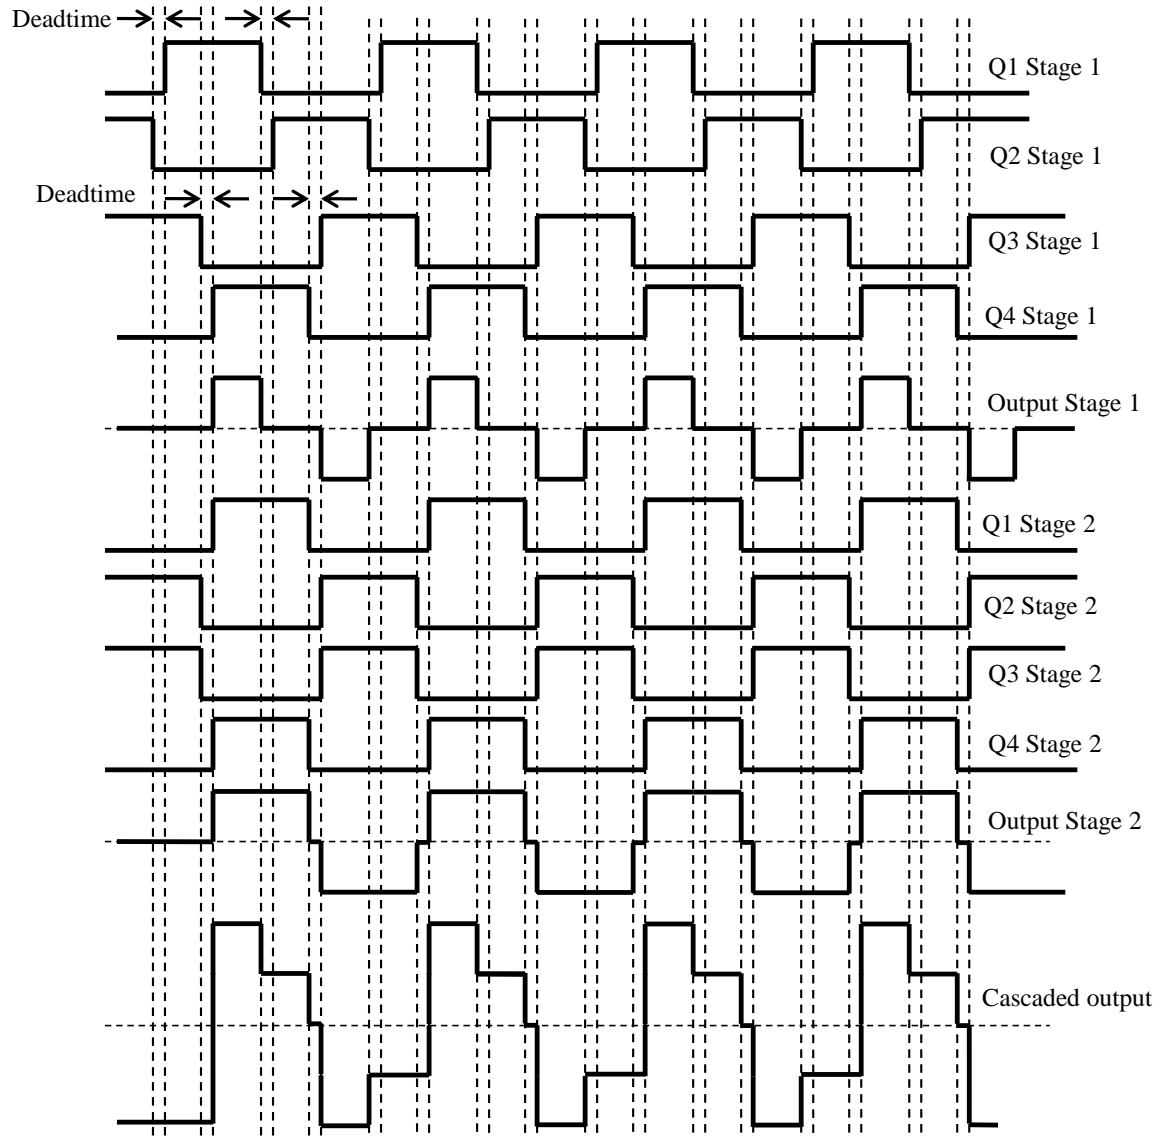 Deadtime
Q1 Stage 1
Q2 Stage 1
Deadtime
Q3 Stage 1
Q4 Stage 1
Output Stage 1
Q1 Stage 2
Q2 Stage 2
Q3 Stage 2
Q4 Stage 2
Output Stage 2
Cascaded output